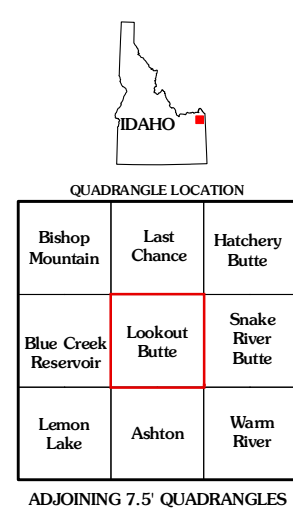 IDAHO
QUADRANGLE LOCATION
Bishop
Mountain
Last
Chance
Hatchery
Butte
Blue Creek
Reservoir
Lookout
Butte
Snake
River
Butte
Lemon
Lake
Ashton
Warm
River
ADJOINING 7.5' QUADRANGLES